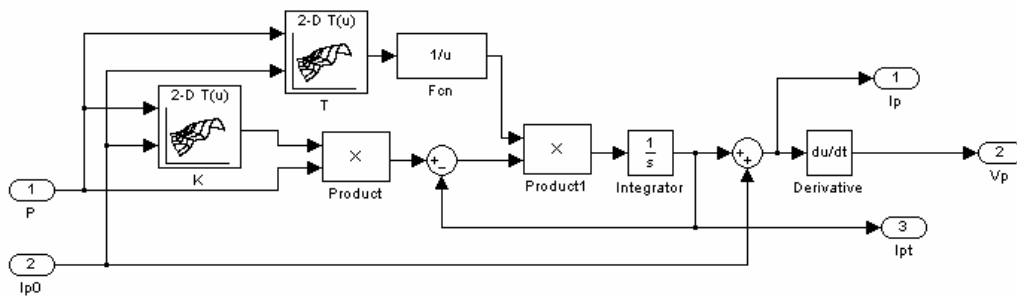 2-D T(u)
T
1/u
Fcn
1
Ip
2-D T(u)
K
×
Product
+
−
×
Product1
1
s
Integrator
+
+
du/dt
Derivative
2
Vp
1
P
3
Ipt
2
Ip0